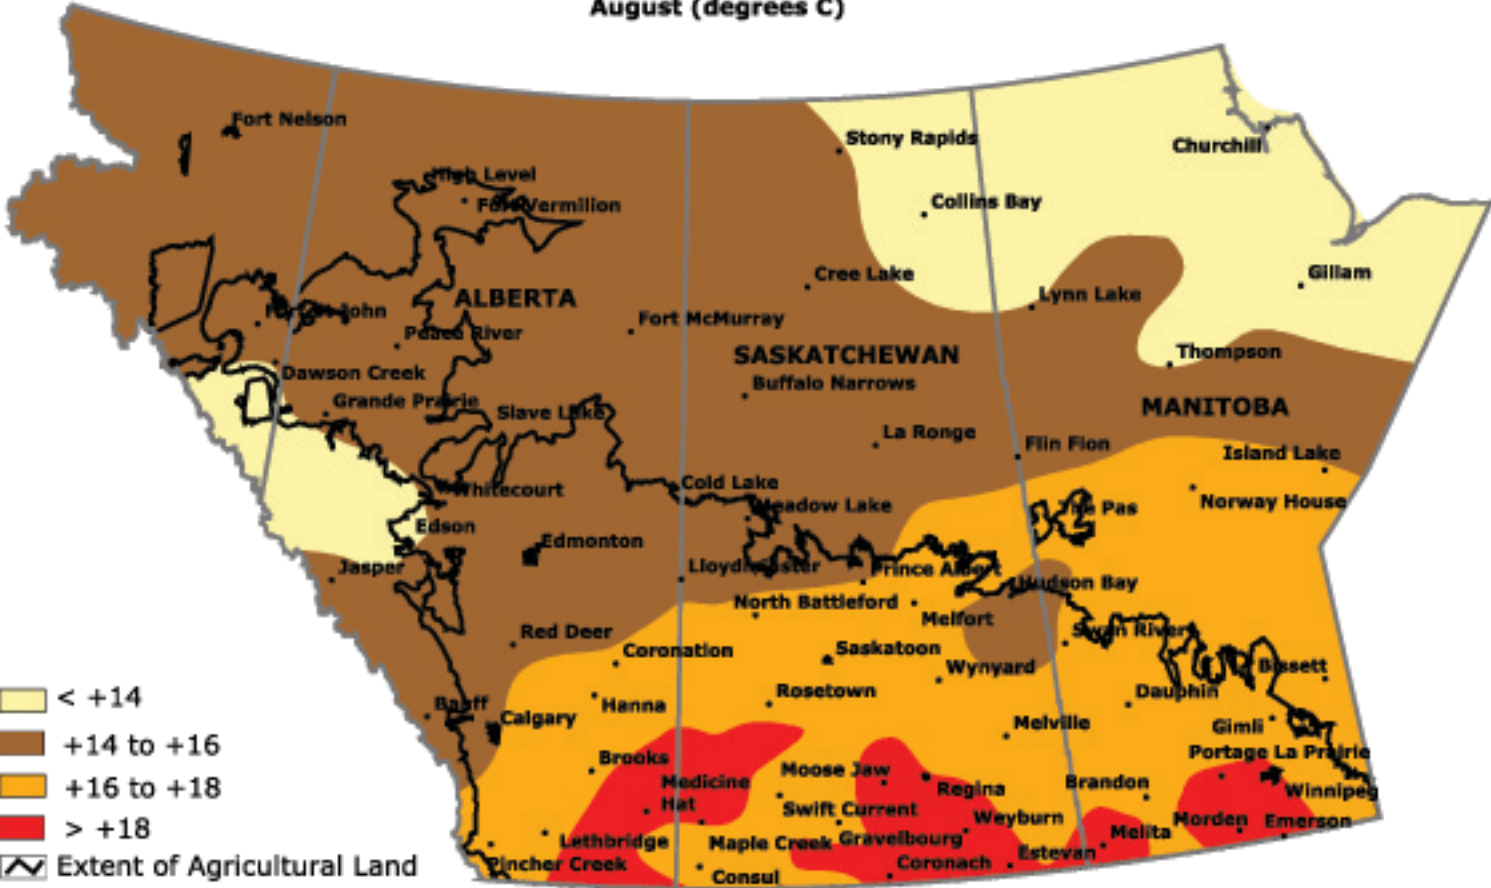 August (degrees C)
Fort Nelson
Stony Rapids
Churchill
High Level
Fort Vermilion
Collins Bay
Cree Lake
Gillam
ALBERTA
Lynn Lake
Fort St John
Fort McMurray
Peace River
SASKATCHEWAN
Thompson
Dawson Creek
Buffalo Narrows
Grande Prairie
Slave Lake
MANITOBA
La Ronge
Flin Flon
Island Lake
Cold Lake
Whitecourt
Norway House
Meadow Lake
The Pas
Edson
Edmonton
Jasper
Lloydminster
Prince Albert
Hudson Bay
North Battleford
Melfort
Red Deer
Swan River
Coronation
Saskatoon
Wynyard
Bissett
Rosetown
Dauphin
< +14
Banff
Hanna
Calgary
Melville
Gimli
+14 to +16
Portage La Prairie
Brooks
Moose Jaw
Medicine
Hat
Regina
Brandon
+16 to +18
Winnipeg
Swift Current
Weyburn
Morden
Emerson
> +18
Melita
Lethbridge
Maple Creek
Gravelbourg
Estevan
Pincher Creek
Coronach
Extent of Agricultural Land
Consul